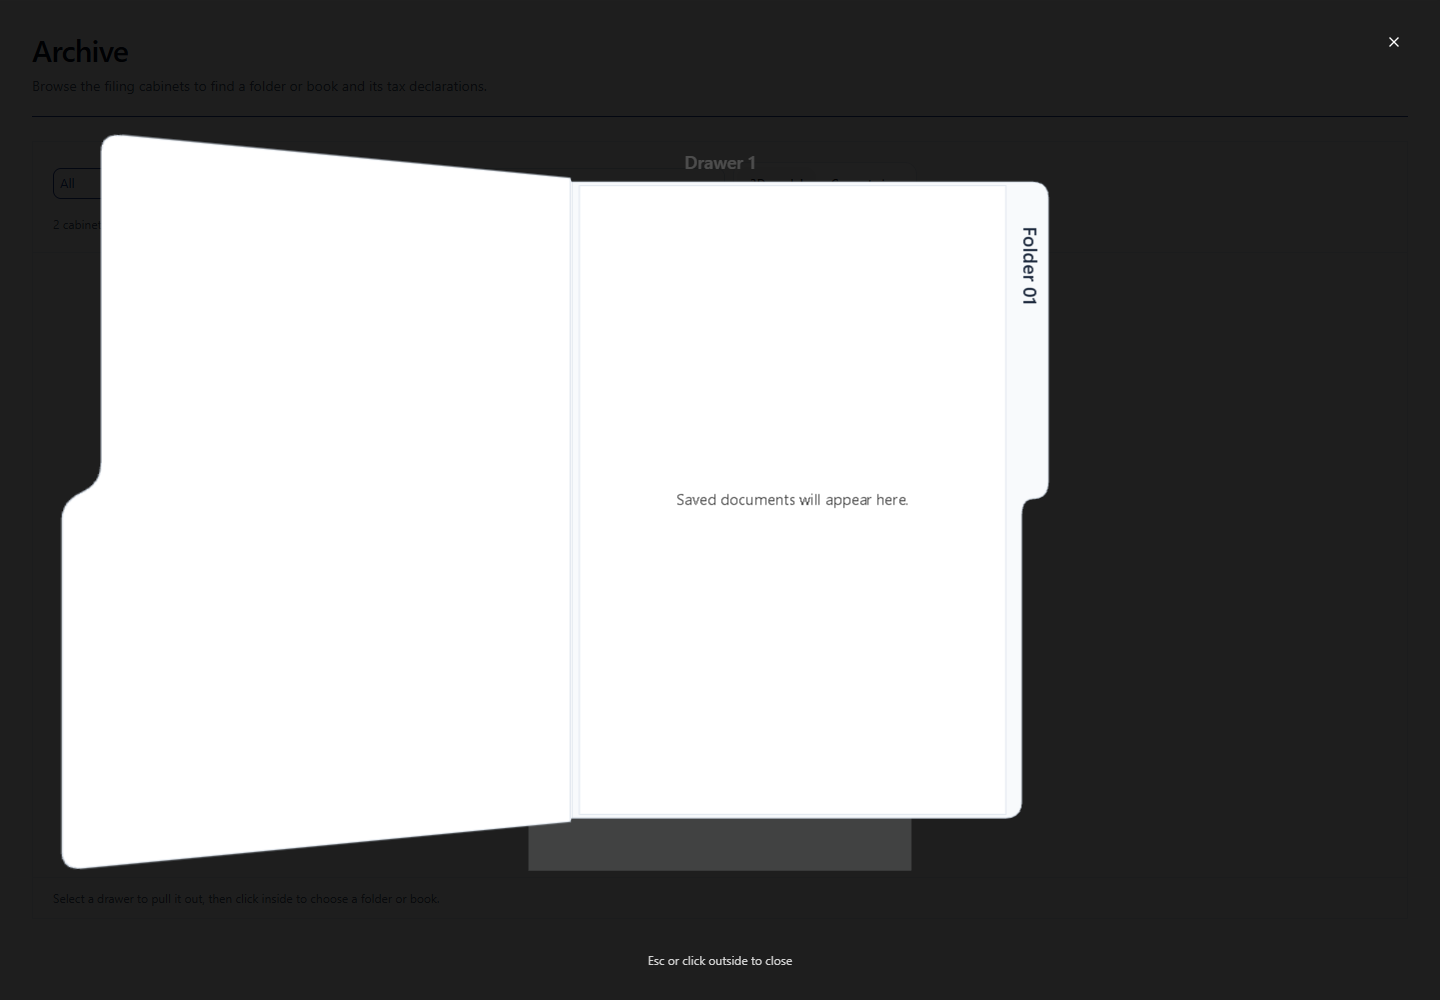 Archive
Browse the filing cabinets to find a folder or book and its tax declarations.
Drawer 1
All
2 cabinet
Folder 01
Saved documents will appear here.
Select a drawer to pull it out, then click inside to choose a folder or book.
Esc or click outside to close